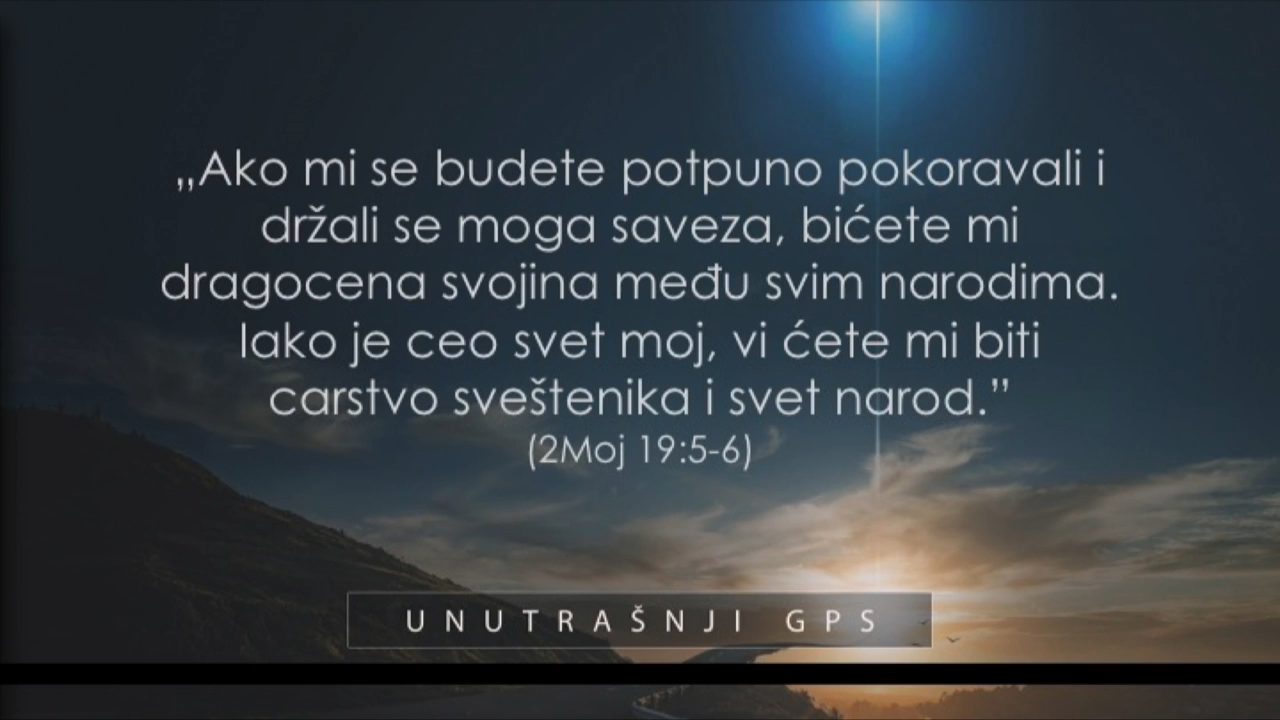 „Ako mi se budete potpuno pokoravali i
držali se moga saveza, bićete mi
dragocena svojina među svim narodima.
Iako je ceo svet moj, vi ćete mi biti
carstvo sveštenika i svet narod.”
(2Moj 19:5-6)
UNUTRAŠNJI GPS